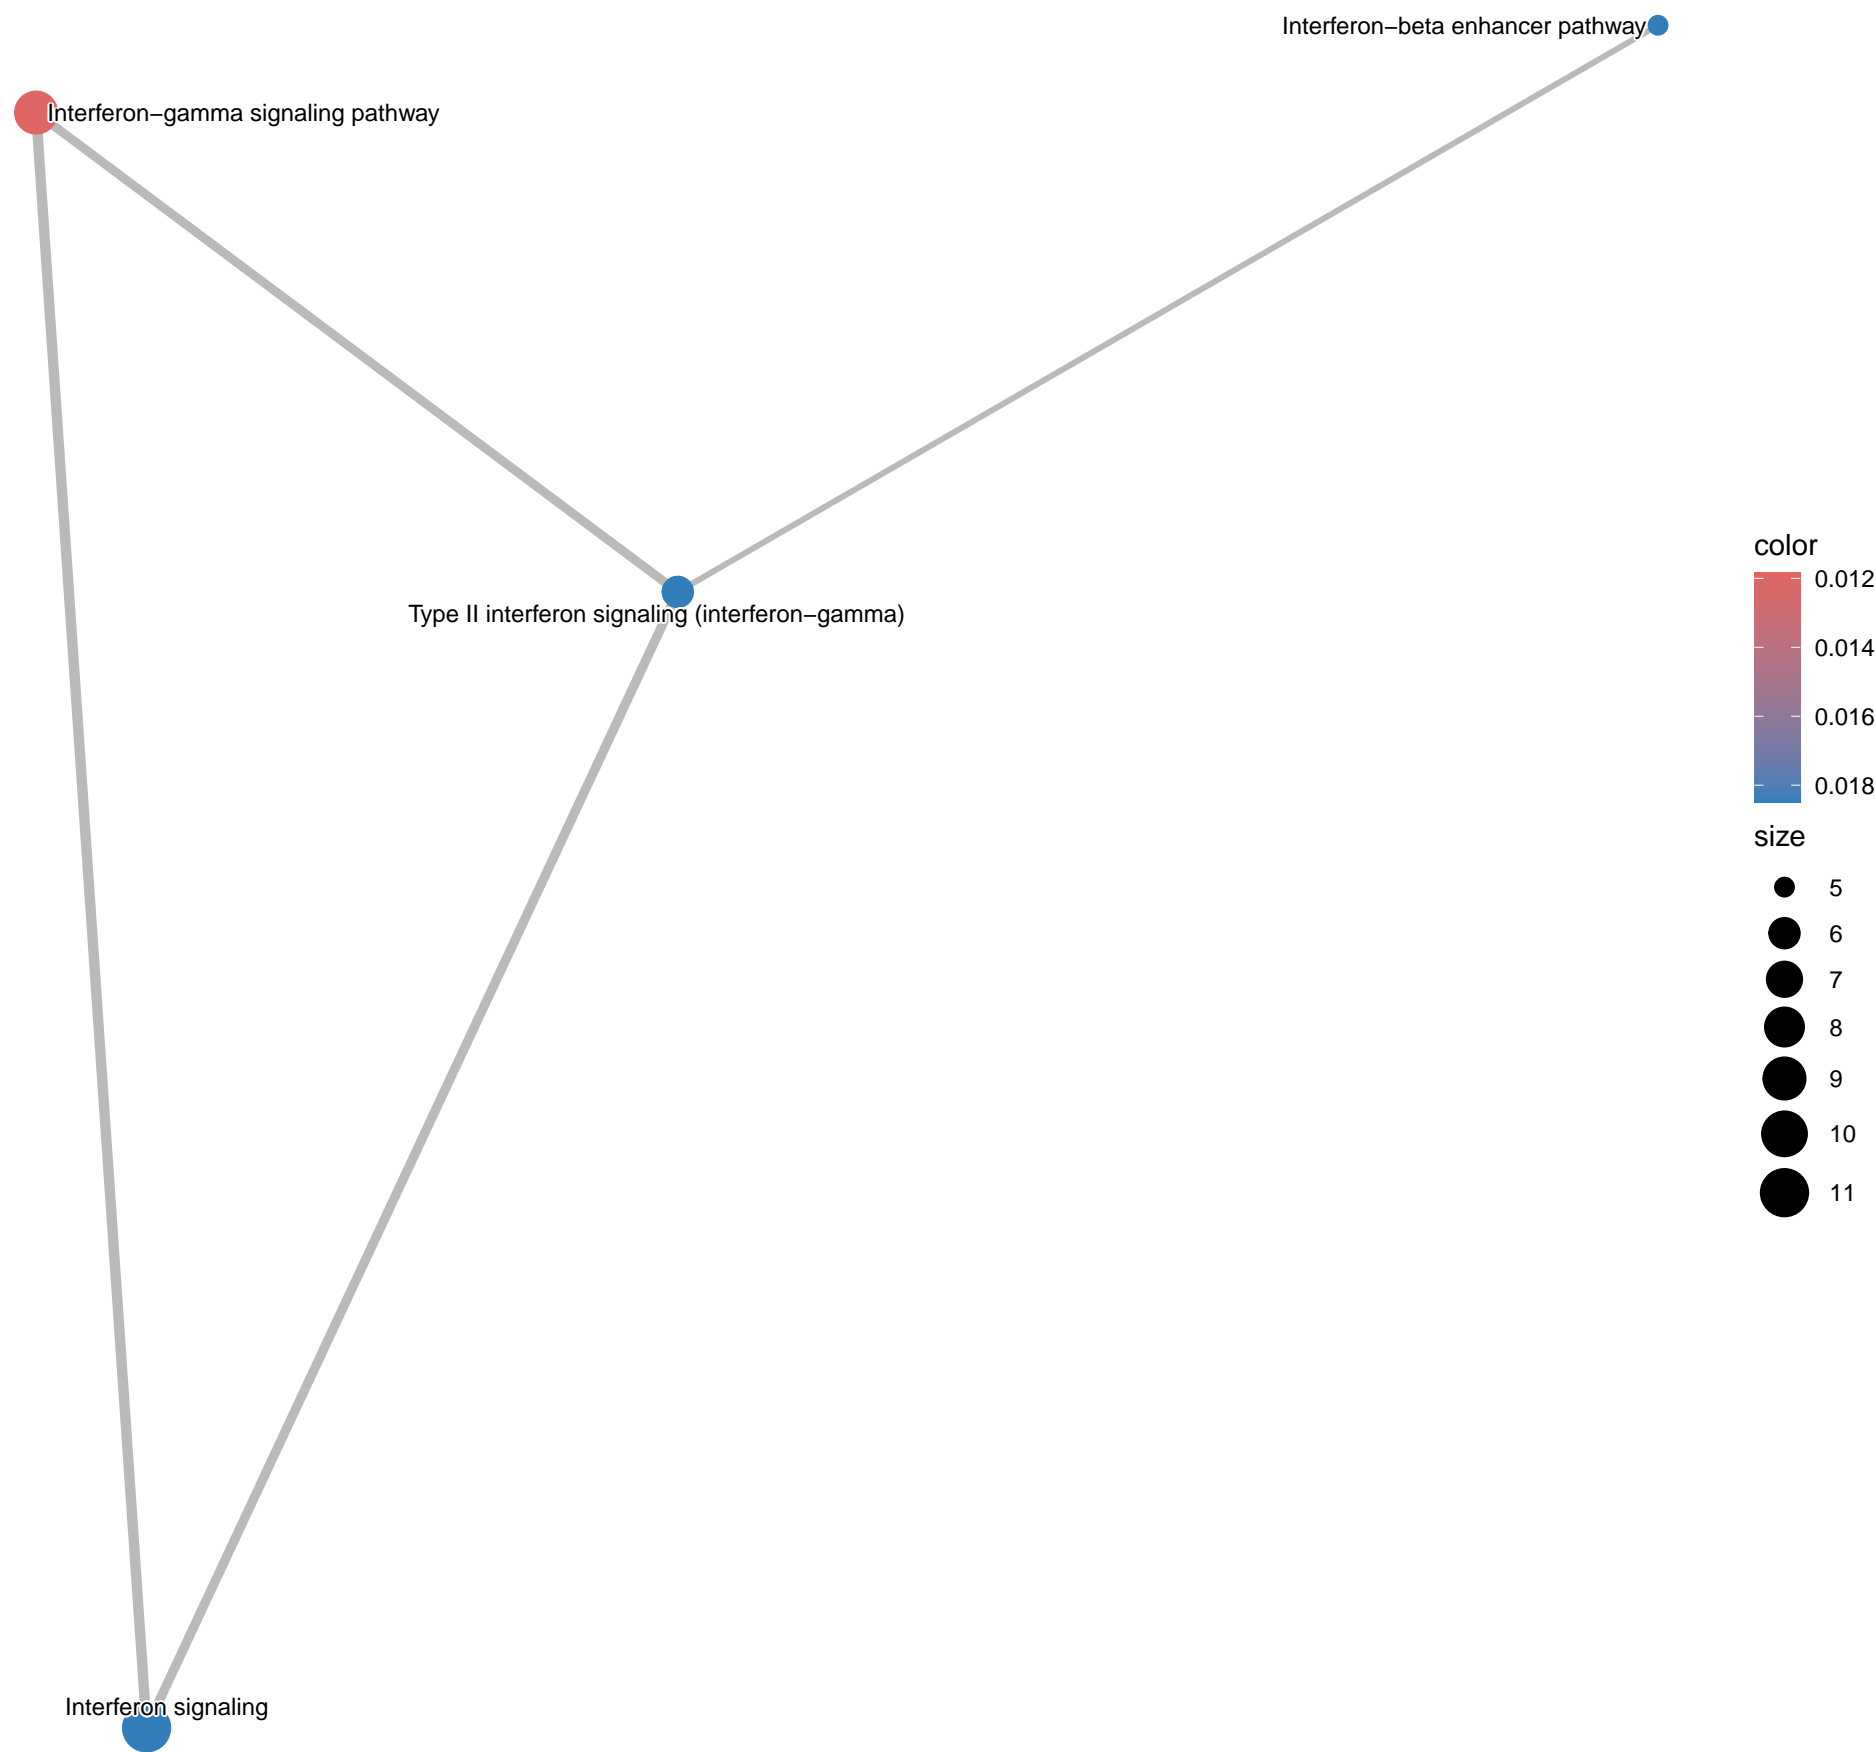 Interferon−beta enhancer pathway
Interferon−gamma signaling pathway
Type II interferon signaling (interferon−gamma)
Interferon signaling
color
0.012
0.014
0.016
0.018
size
5
6
7
8
9
10
11